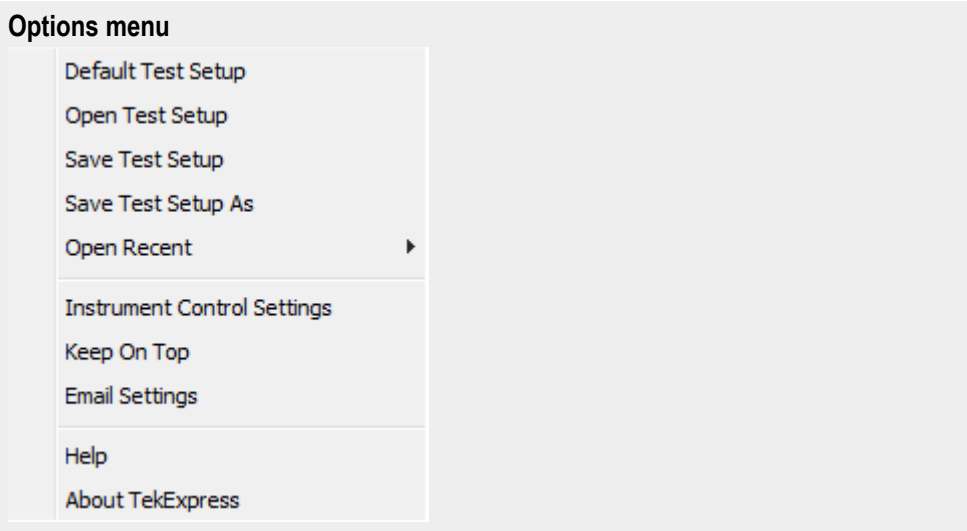 Options menu
Default Test Setup
Open Test Setup
Save Test Setup
Save Test Setup As
Open Recent
Instrument Control Settings
Keep On Top
Email Settings
Help
About TekExpress